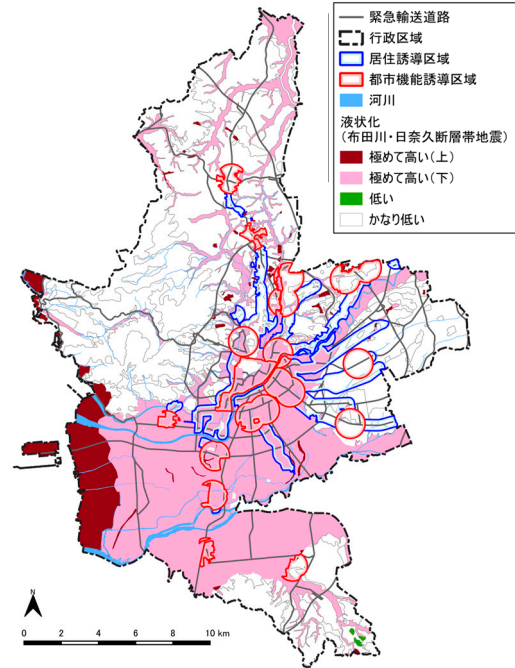 緊急輸送道路
行政区域
居住誘導区域
都市機能誘導区域
河川
液状化
(布田川・日奈久断層帯地震)
極めて高い(上)
極めて高い(下)
低い
かなり低い
N
0 2 4 6 8 10 km